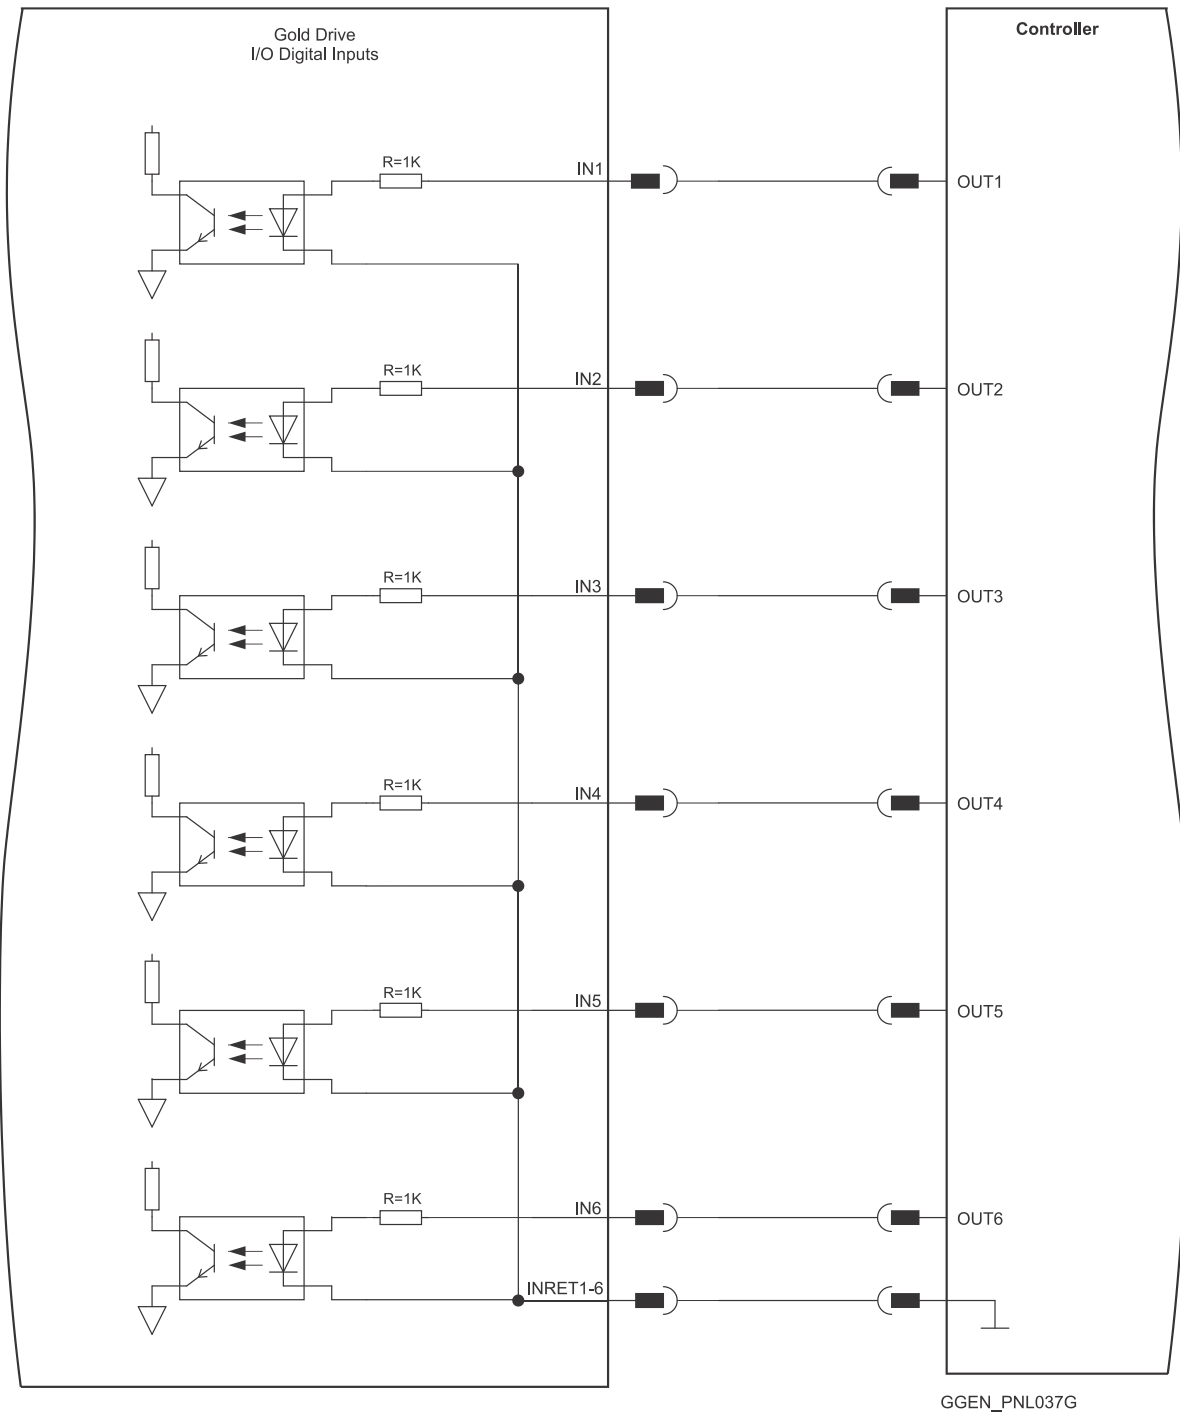 Gold Drive
I/O Digital Inputs
Controller
R=1K
IN1
OUT1
R=1K
IN2
OUT2
R=1K
IN3
OUT3
R=1K
IN4
OUT4
R=1K
IN5
OUT5
R=1K
IN6
OUT6
INRET1-6
GGEN_PNL037G